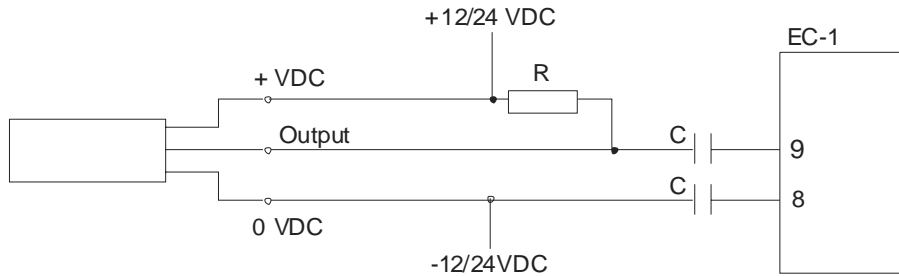 +12/24 VDC
EC-1
+ VDC
R
Output
C
9
C
8
0 VDC
-12/24VDC